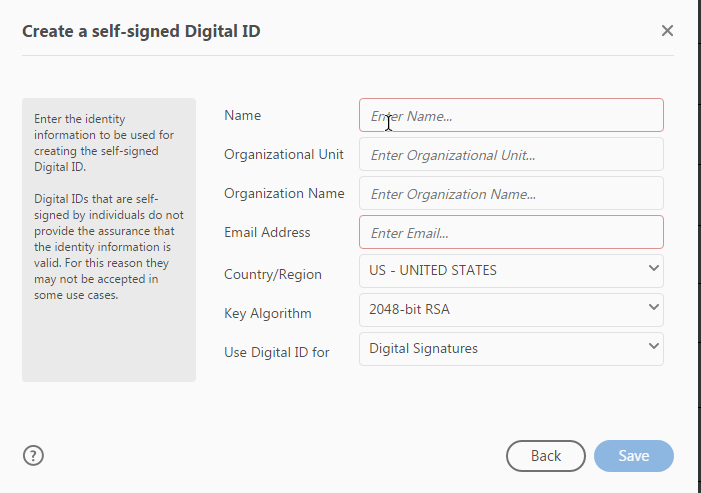 Create a self-signed Digital ID
Enter the identity
information to be used for
creating the self-signed
Digital ID.
Digital IDs that are self-
signed by individuals do not
provide the assurance that
the identity information is
valid. For this reason they
may not be accepted in
some use cases.
Name
Enter Name...
Organizational Unit
Enter Organizational Unit...
Organization Name
Enter Organization Name...
Email Address
Enter Email...
Country/Region
US - UNITED STATES
Key Algorithm
2048-bit RSA
Use Digital ID for
Digital Signatures
?
Back
Save